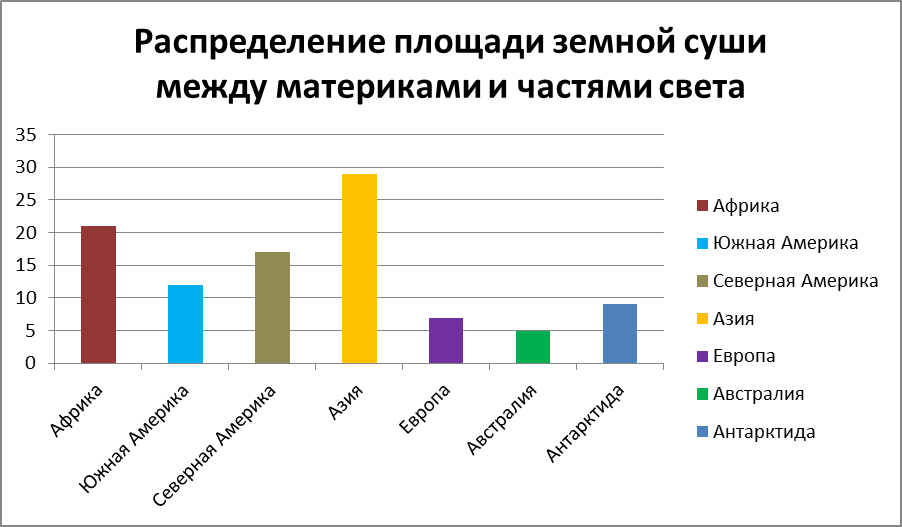 Распределение площади земной суши
между материками и частями света
35
30
25
20
15
10
5
0
Африка
Южная Америка
Северная Америка
Азия
Европа
Австралия
Антарктида
Африка
Южная Америка
Северная Америка
Азия
Европа
Австралия
Антарктида